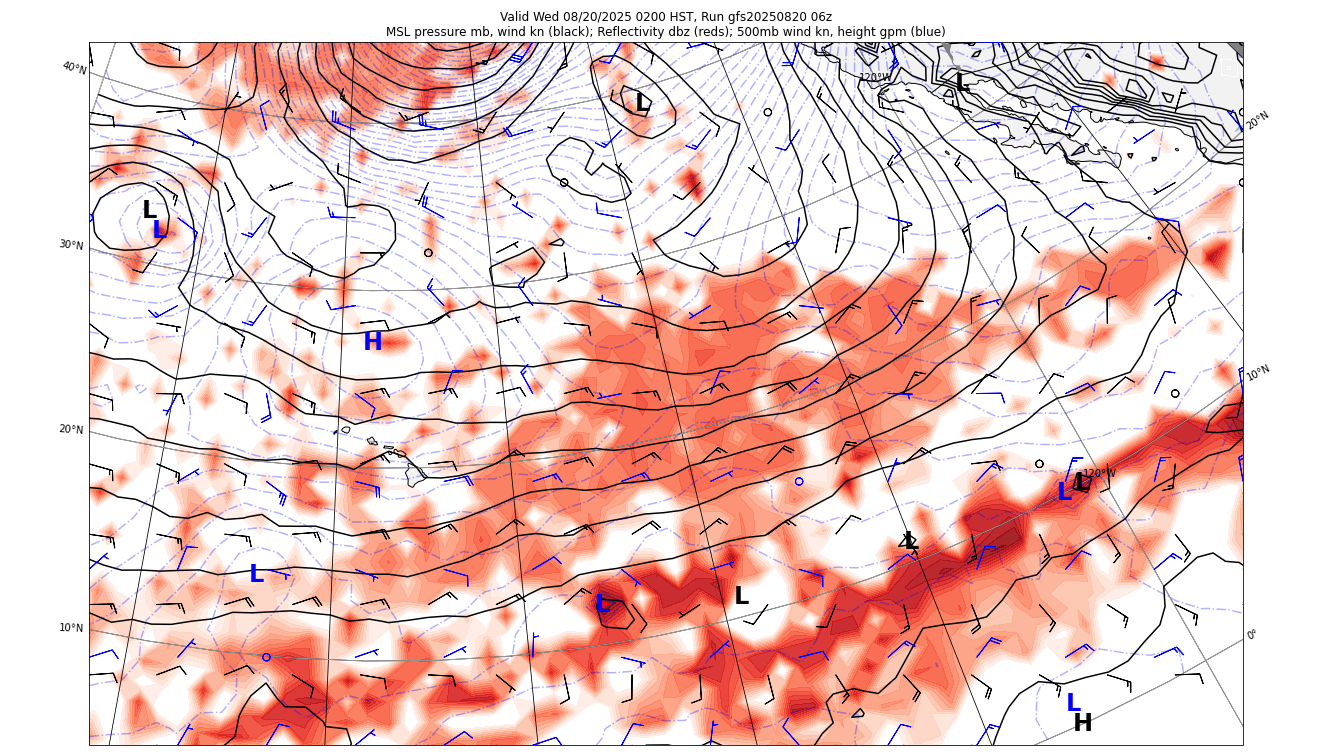 Valid Wed 08/20/2025 0200 HST, Run gfs20250820 06z
MSL pressure mb, wind kn (black); Reflectivity dbz (reds); 500mb wind kn, height gpm (blue)
40°N
120°W
L
L
20°N
L
L
30°N
H
10°N
20°N
120°W
L
L
L
L
L
L
10°N
0°
L
H